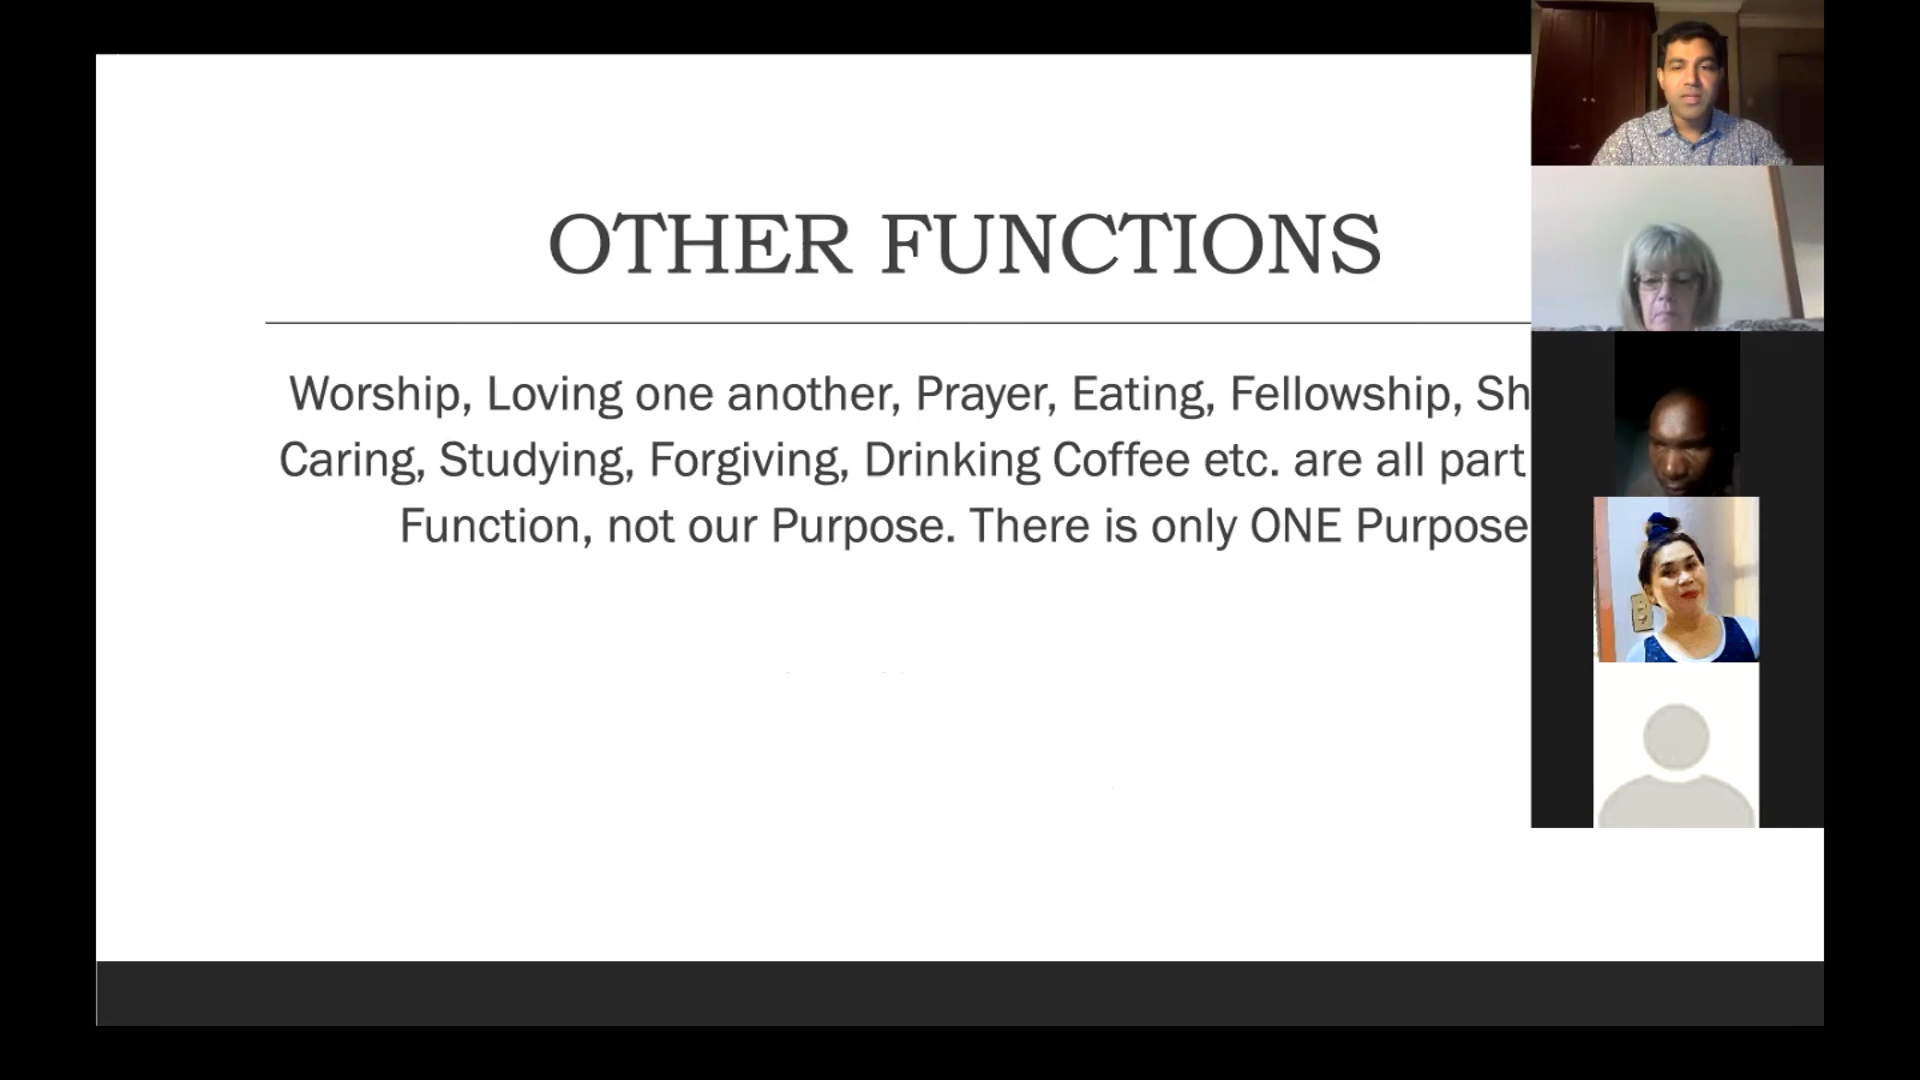 OTHER FUNCTIONS
Worship, Loving one another, Prayer, Eating, Fellowship, Sh
Caring, Studying, Forgiving, Drinking Coffee etc. are all part
Function, not our Purpose. There is only ONE Purpose